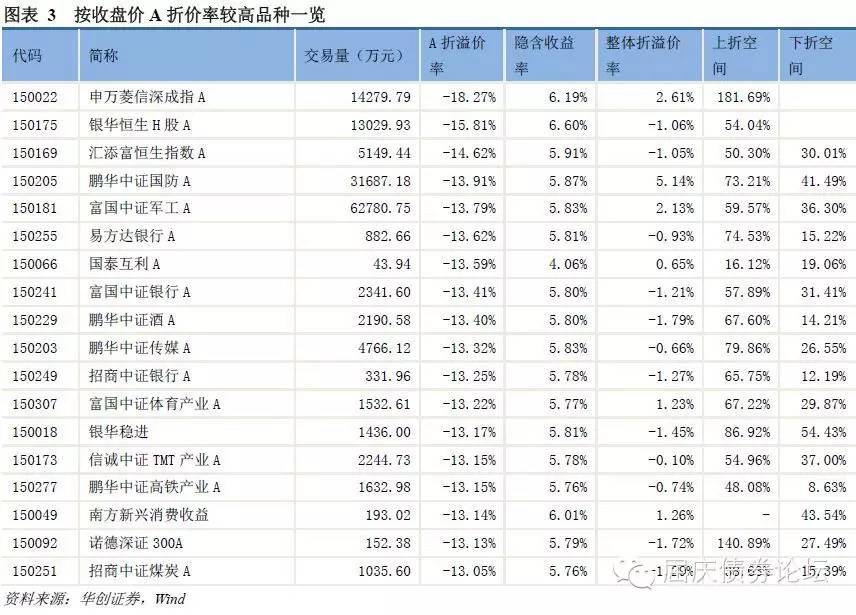 图表 3 按收盘价 A 折价率较高品种一览
代码 简称 交易量（万元） A 折溢价率 隐含收益率 整体折溢价率 上折空间 下折空间
150022 申万菱信深成指 A 14279.79 -18.27% 6.19% 2.61% 181.69%
150175 银华恒生 H 股 A 13029.93 -15.81% 6.60% -1.06% 54.04%
150169 汇添富恒生指数 A 5149.44 -14.62% 5.91% -1.05% 50.30% 30.01%
150205 鹏华中证国防 A 31687.18 -13.91% 5.87% 5.14% 73.21% 41.49%
150181 富国中证军工 A 62780.75 -13.79% 5.83% 2.13% 59.57% 36.30%
150255 易方达银行 A 882.66 -13.62% 5.81% -0.93% 74.53% 15.22%
150066 国泰互利 A 43.94 -13.59% 4.06% 0.65% 16.12% 19.06%
150241 富国中证银行 A 2341.60 -13.41% 5.80% -1.21% 57.89% 31.41%
150229 鹏华中证酒 A 2190.58 -13.40% 5.80% -1.79% 67.60% 14.21%
150203 鹏华中证传媒 A 4766.12 -13.32% 5.83% -0.66% 79.86% 26.55%
150249 招商中证银行 A 331.96 -13.25% 5.78% -1.27% 65.75% 12.19%
150307 富国中证体育产业 A 1532.61 -13.22% 5.77% 1.23% 67.22% 29.87%
150018 银华稳进 1436.00 -13.17% 5.81% -1.45% 86.92% 54.43%
150173 信诚中证 TMT 产业 A 2244.73 -13.15% 5.78% -0.10% 54.96% 37.00%
150277 鹏华中证高铁产业 A 1632.98 -13.15% 5.76% -0.74% 48.08% 8.63%
150049 南方新兴消费收益 193.02 -13.14% 6.01% 1.26% - 43.54%
150092 诺德深证 300A 152.38 -13.13% 5.79% -1.72% 140.89% 27.49%
150251 招商中证煤炭 A 1035.60 -13.05% 5.76%
屈庆债券论坛
资料来源：华创证券，Wind